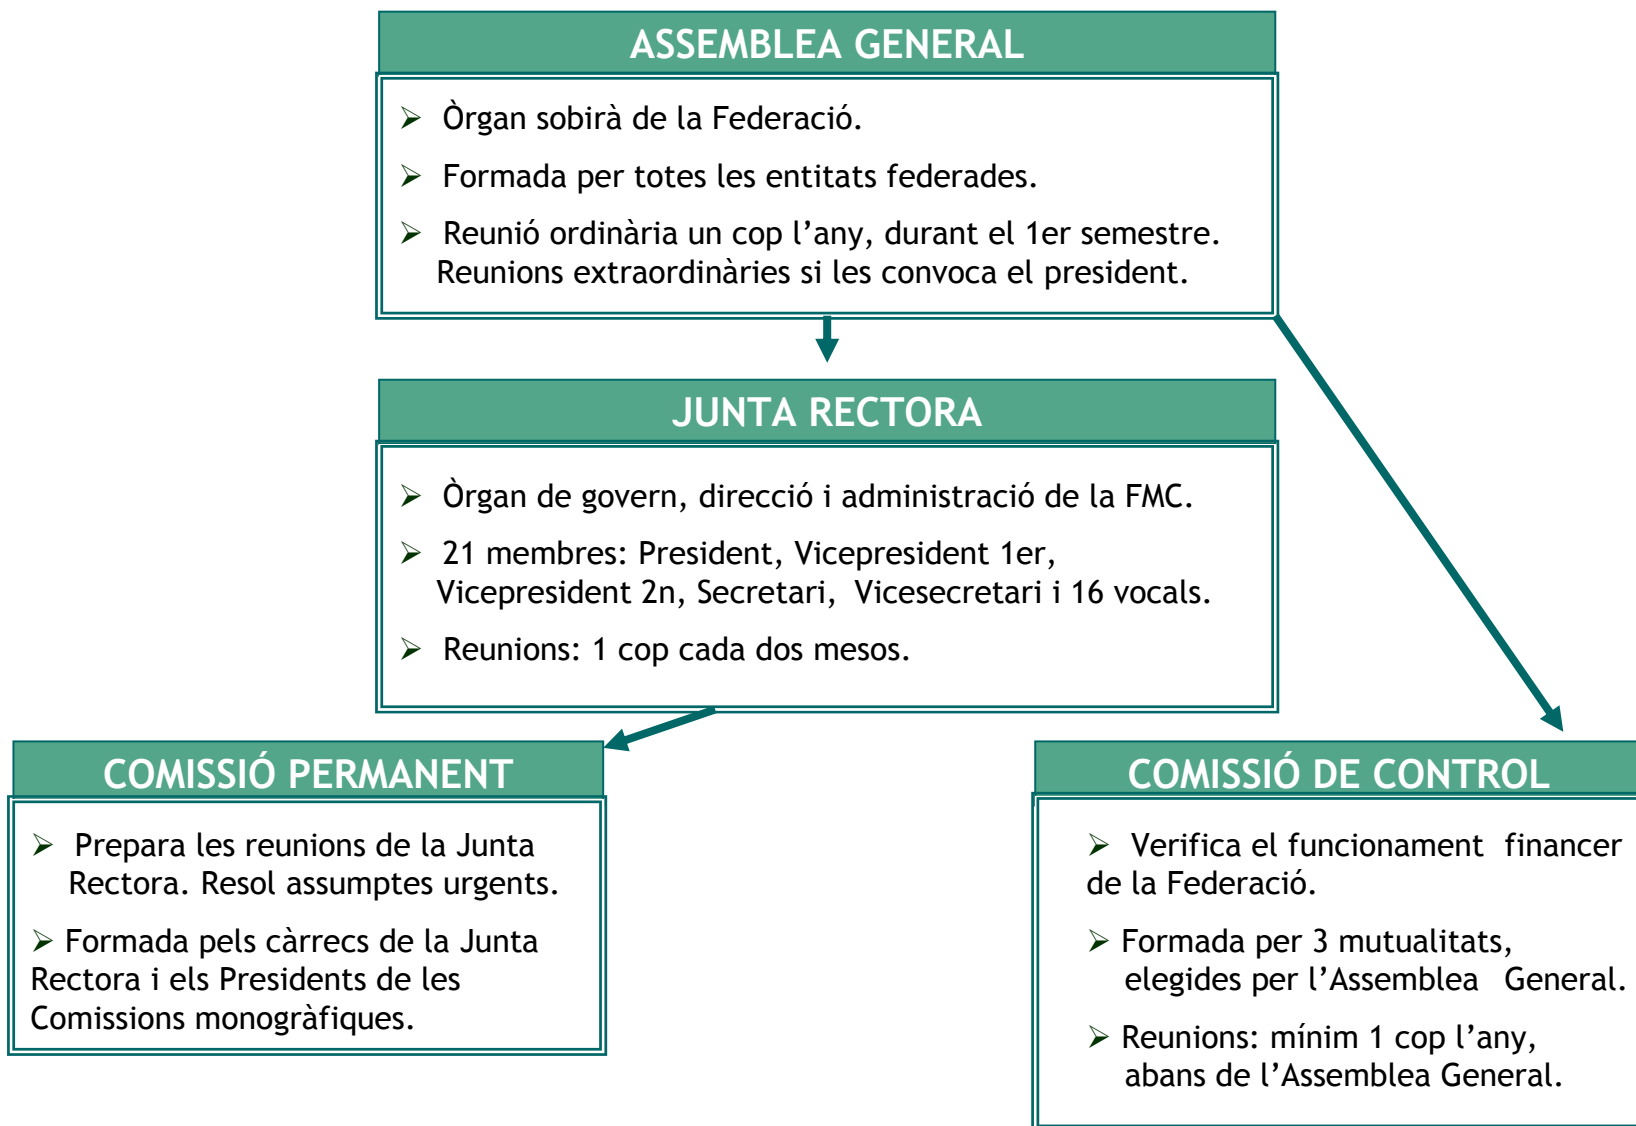 ASSEMBLEA GENERAL
➢ Òrgan sobirà de la Federació.
➢ Formada per totes les entitats federades.
➢ Reunió ordinària un cop l’any, durant el 1er semestre.
Reunions extraordinàries si les convoca el president.
JUNTA RECTORA
➢ Òrgan de govern, direcció i administració de la FMC.
➢ 21 membres: President, Vicepresident 1er,
Vicepresident 2n, Secretari, Vicesecretari i 16 vocals.
➢ Reunions: 1 cop cada dos mesos.
COMISSIÓ PERMANENT
➢ Prepara les reunions de la Junta
Rectora. Resol assumptes urgents.
➢ Formada pels càrrecs de la Junta
Rectora i els Presidents de les
Comissions monogràfiques.
COMISSIÓ DE CONTROL
➢ Verifica el funcionament financer
de la Federació.
➢ Formada per 3 mutualitats,
elegides per l’Assemblea General.
➢ Reunions: mínim 1 cop l’any,
abans de l’Assemblea General.